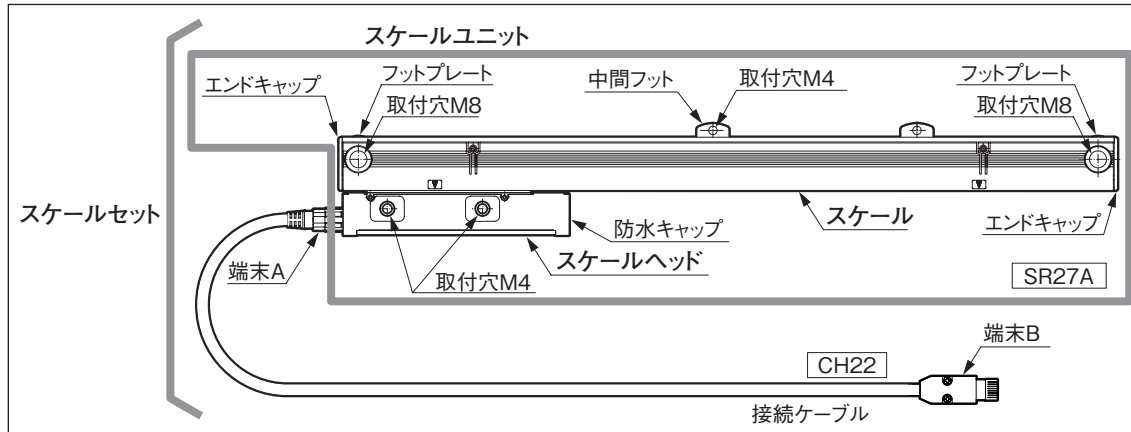 スケールユニット
エンドキャップ
フットプレート
取付穴M8
中間フット
取付穴M4
フットプレート
取付穴M8
スケールセット
端末A
取付穴M4
スケールヘッド
防水キャップ
スケール
エンドキャップ
SR27A
CH22
端末B
接続ケーブル